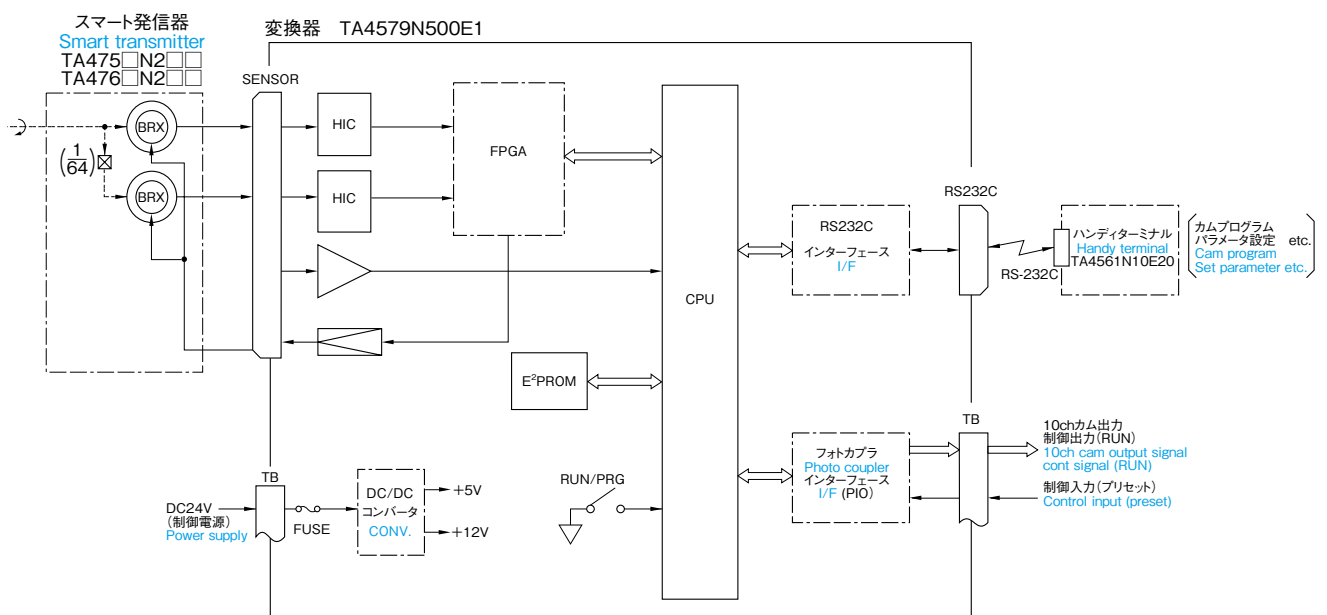 スマート発信器
Smart transmitter
TA475□N2□□
TA476□N2□□
変換器 TA4579N500E1
SENSOR
BRX
(1/64)
BRX
HIC
HIC
FPGA
CPU
E²PROM
RS232C
インターフェース
I/F
RS232C
RS-232C
ハンディターミナル
Handy terminal
TA4561N10E20
カムプログラム
パラメータ設定 etc.
Cam program
Set parameter etc.
TB
DC24V
(制御電源)
Power supply
FUSE
DC/DC
コンバータ
CONV.
+5V
+12V
RUN/PRG
フォトカプラ
Photo coupler
インターフェース
I/F (PIO)
TB
10chカム出力
制御出力(RUN)
10ch cam output signal
cont signal (RUN)
制御入力(プリセット)
Control input (preset)